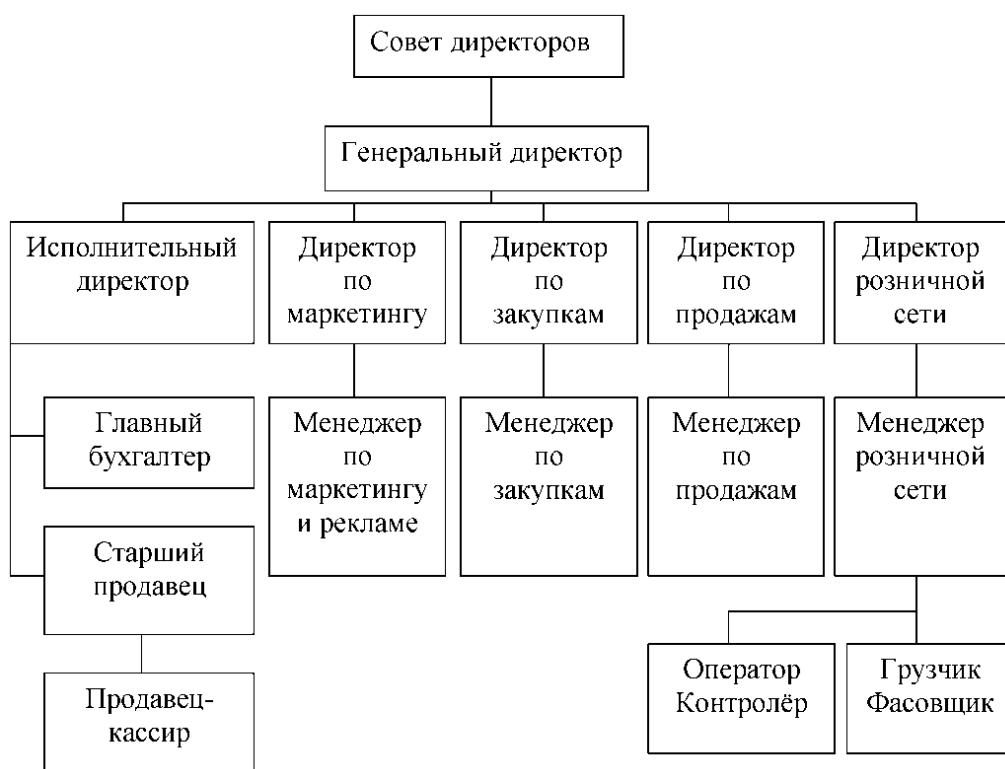 Совет директоров
Генеральный директор
Исполнительный
директор
Директор
по
маркетингу
Директор
по
закупкам
Директор
по
продажам
Директор
розничной
сети
Главный
бухгалтер
Менеджер
по
маркетингу
и рекламе
Менеджер
по
закупкам
Менеджер
по
продажам
Менеджер
розничной
сети
Старший
продавец
Продавец-
кассир
Оператор
Контролёр
Грузчик
Фасовщик